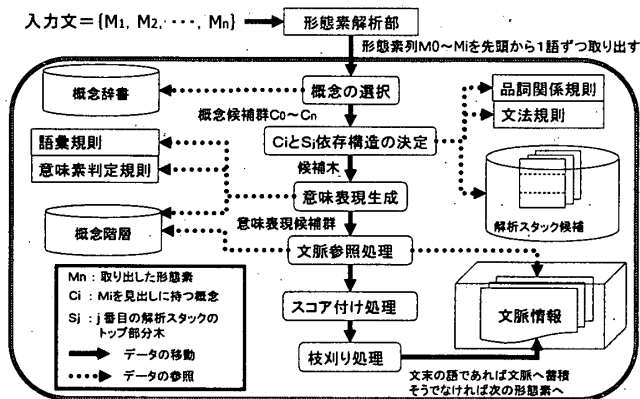 入力文={M1, M2,・・・・, Mn}
形態素解析部
形態素列M0〜Miを先頭から1語ずつ取り出す
概念辞書
概念の選択
品詞関係規則
文法規則
概念候補群C0〜Cn
語彙規則
意味素判定規則
CiとSj依存構造の決定
候補木
意味表現生成
解析スタック候補
意味表現候補群
概念階層
文脈参照処理
Mn：取り出した形態素
Ci：Miを見出しに持つ概念
Sj：j番目の解析スタックの
トップ部分木
データの移動
データの参照
スコア付け処理
文脈情報
枝刈り処理
文末の語であれば文脈へ蓄積
そうでなければ次の形態素へ